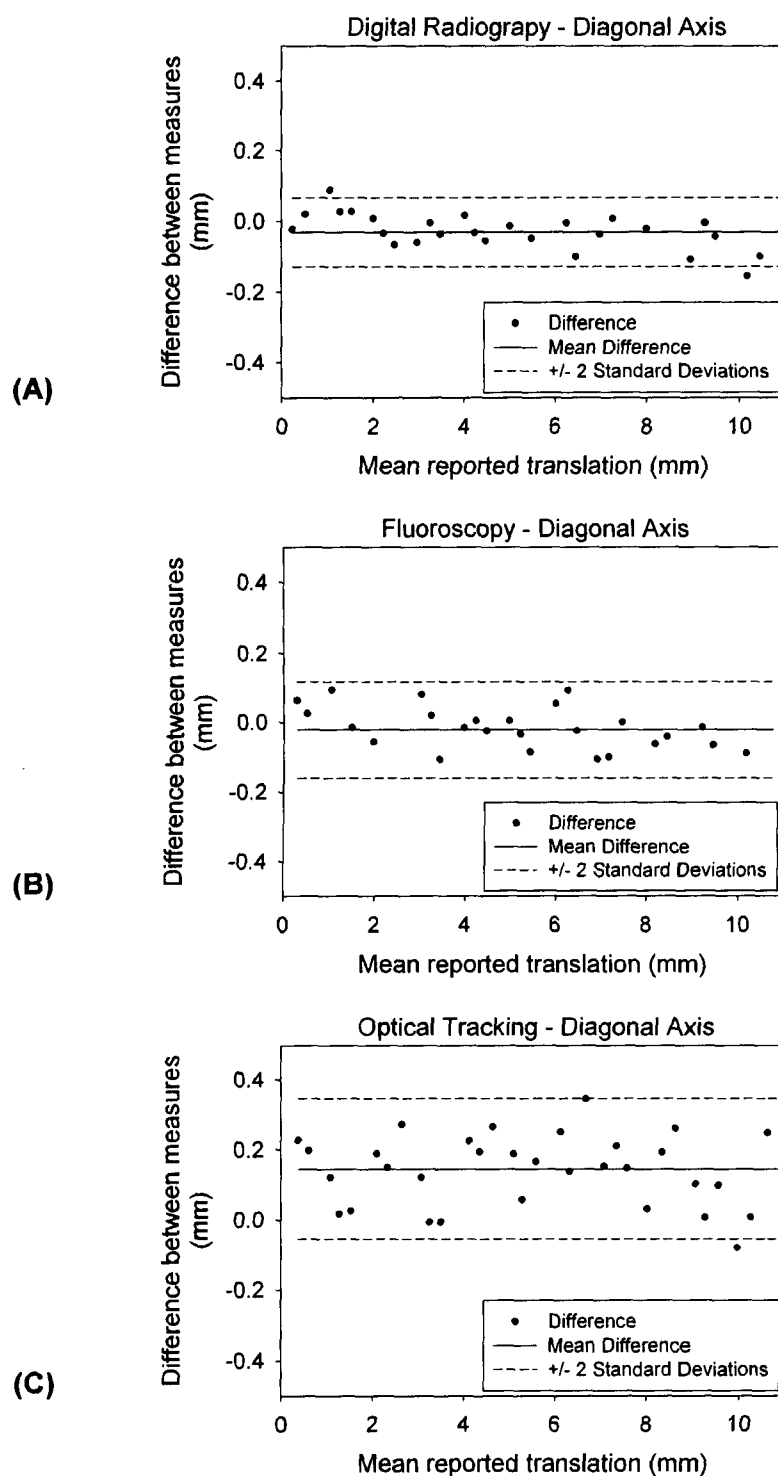 Digital Radiograpy - Diagonal Axis
Difference between measures
(mm)
0.4
0.2
0.0
-0.2
-0.4
Difference
Mean Difference
+/- 2 Standard Deviations
0 2 4 6 8 10
Mean reported translation (mm)
(A)
Fluoroscopy - Diagonal Axis
Difference between measures
(mm)
0.4
0.2
0.0
-0.2
-0.4
Difference
Mean Difference
+/- 2 Standard Deviations
0 2 4 6 8 10
Mean reported translation (mm)
(B)
Optical Tracking - Diagonal Axis
Difference between measures
(mm)
0.4
0.2
0.0
-0.2
-0.4
Difference
Mean Difference
+/- 2 Standard Deviations
0 2 4 6 8 10
Mean reported translation (mm)
(C)